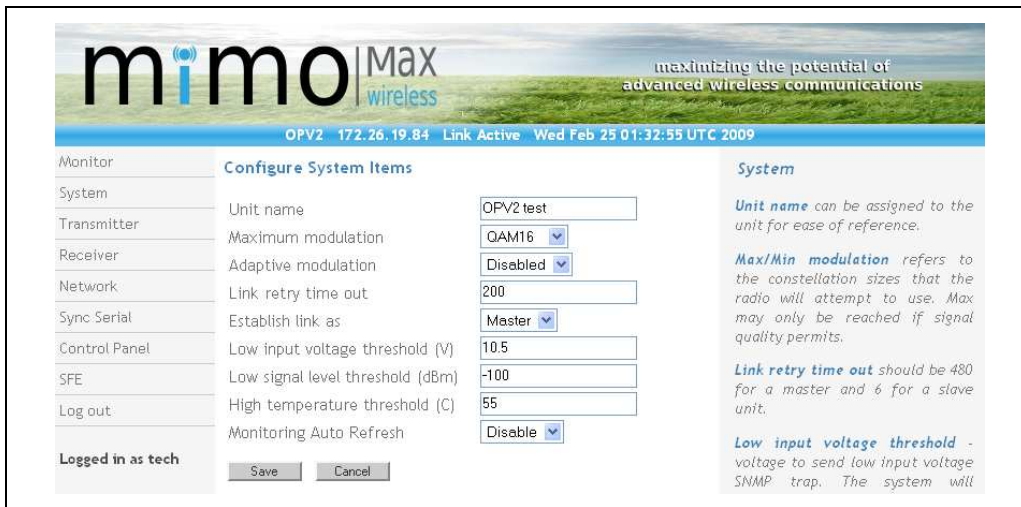 mimo Max
wireless
maximizing the potential of
advanced wireless communications
OPV2 172.26.19.84 Link Active Wed Feb 25 01:32:55 UTC 2009
Monitor
System
Transmitter
Receiver
Network
Sync Serial
Control Panel
SFE
Log out
Logged in as tech
Configure System Items
Unit name OPV2 test
Maximum modulation QAM16
Adaptive modulation Disabled
Link retry time out 200
Establish link as Master
Low input voltage threshold (V) 10.5
Low signal level threshold (dBm) -100
High temperature threshold (C) 55
Monitoring Auto Refresh Disable
Save Cancel
System
Unit name can be assigned to the
unit for ease of reference.
Max/Min modulation refers to
the constellation sizes that the
radio will attempt to use. Max
may only be reached if signal
quality permits.
Link retry time out should be 480
for a master and 6 for a slave
unit.
Low input voltage threshold -
voltage to send low input voltage
SNMP trap. The system will